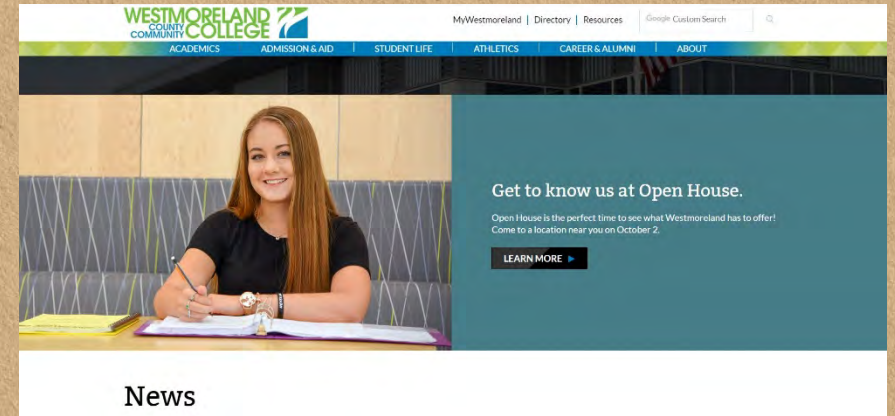 WESTMORELAND
COUNTY
COMMUNITY COLLEGE
MyWestmoreland | Directory | Resources
Google Custom Search
ACADEMICS | ADMISSION & AID | STUDENT LIFE | ATHLETICS | CAREER & ALUMNI | ABOUT
Get to know us at Open House.
Open House is the perfect time to see what Westmoreland has to offer!
Come to a location near you on October 2.
LEARN MORE
News